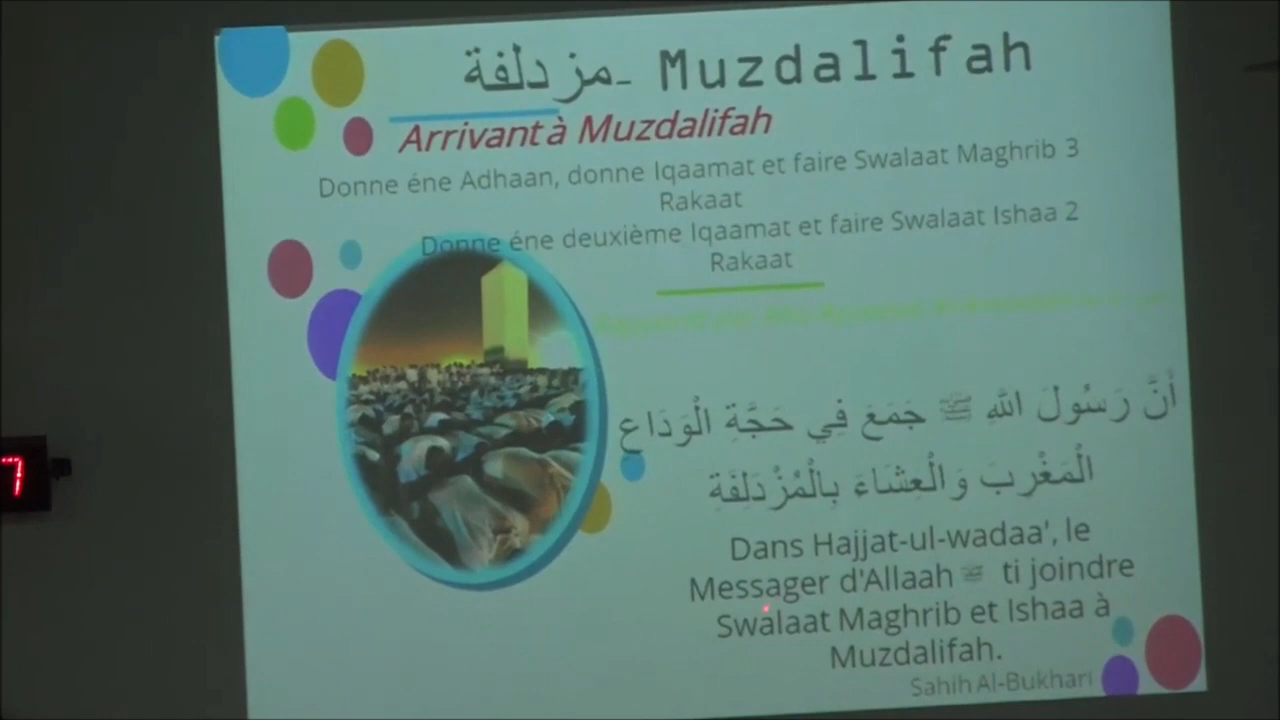 مزدلفة- Muzdalifah
Arrivant à Muzdalifah
Donne éne Adhaan, donne Iqaamat et faire Swalaat Maghrib 3
Rakaat
Donne éne deuxième Iqaamat et faire Swalaat Ishaa 2
Rakaat
أَنَّ رَسُولَ اللَّهِ ﷺ جَمَعَ فِي حَجَّةِ الْوَدَاعِ
الْمَغْرِبَ وَالْعِشَاءَ بِالْمُزْدَلِفَةِ
Dans Hajjat-ul-wadaa', le
Messager d'Allaah ﷺ ti joindre
Swalaat Maghrib et Ishaa à
Muzdalifah.
Sahih Al-Bukhari
7